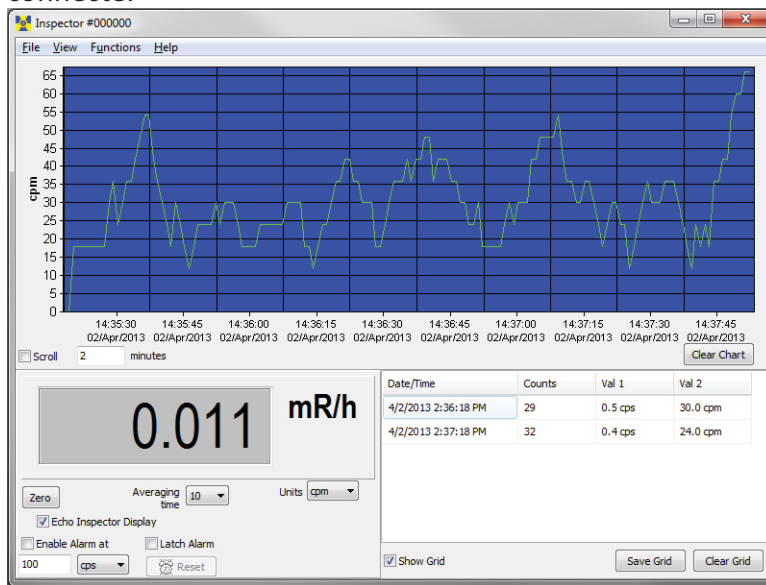 Inspector #000000
File View Functions Help
65
60
55
50
45
40
35
30
25
20
15
10
5
0
cpm
14:35:30 14:35:45 14:36:00 14:36:15 14:36:30 14:36:45 14:37:00 14:37:15 14:37:30 14:37:45
02/Apr/2013 02/Apr/2013 02/Apr/2013 02/Apr/2013 02/Apr/2013 02/Apr/2013 02/Apr/2013 02/Apr/2013 02/Apr/2013 02/Apr/2013
Scroll 2 minutes Clear Chart
0.011 mR/h
Zero Averaging time 10 Units cpm
Echo Inspector Display
Enable Alarm at Latch Alarm
100 cps Reset
Date/Time Counts Val 1 Val 2
4/2/2013 2:36:18 PM 29 0.5 cps 30.0 cpm
4/2/2013 2:37:18 PM 32 0.4 cps 24.0 cpm
Show Grid Save Grid Clear Grid